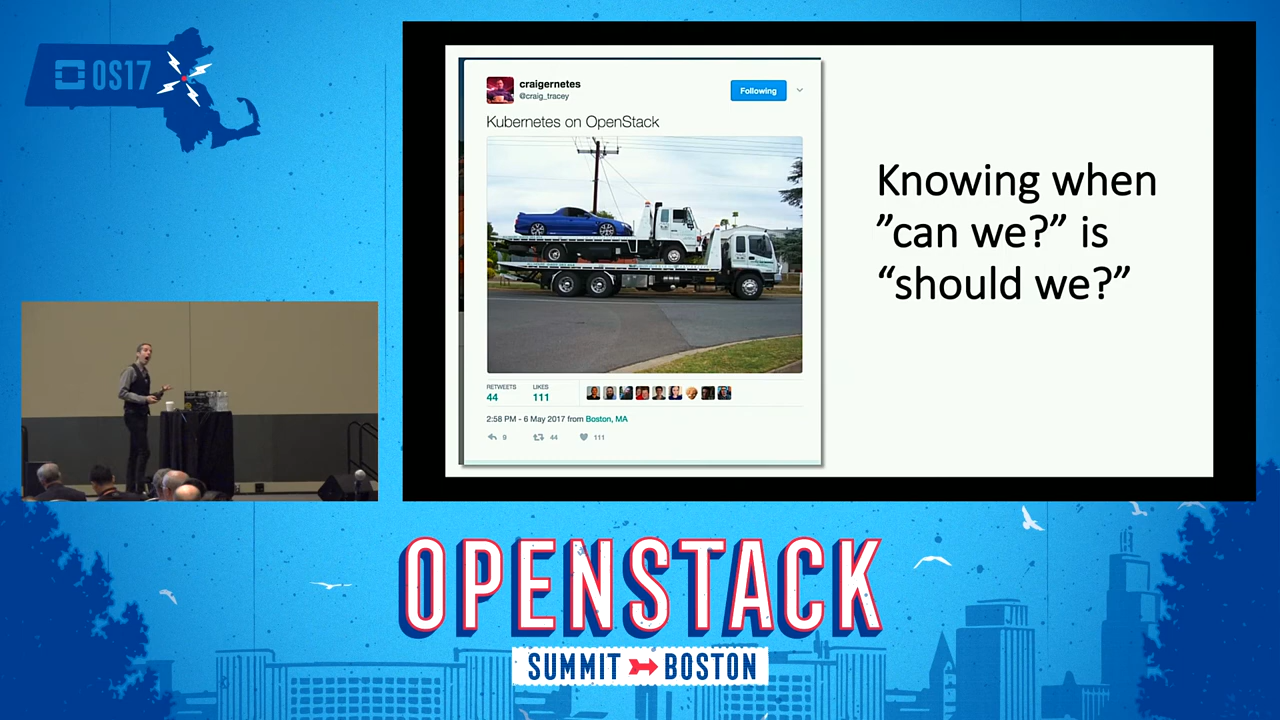 OS17
craigernetes
@craig_tracey
Following
Kubernetes on OpenStack
RETWEETS
LIKES
44
111
2:58 PM - 6 May 2017 from Boston, MA
9
44
111
Knowing when
”can we?” is
“should we?”
OPENSTACK
SUMMIT BOSTON